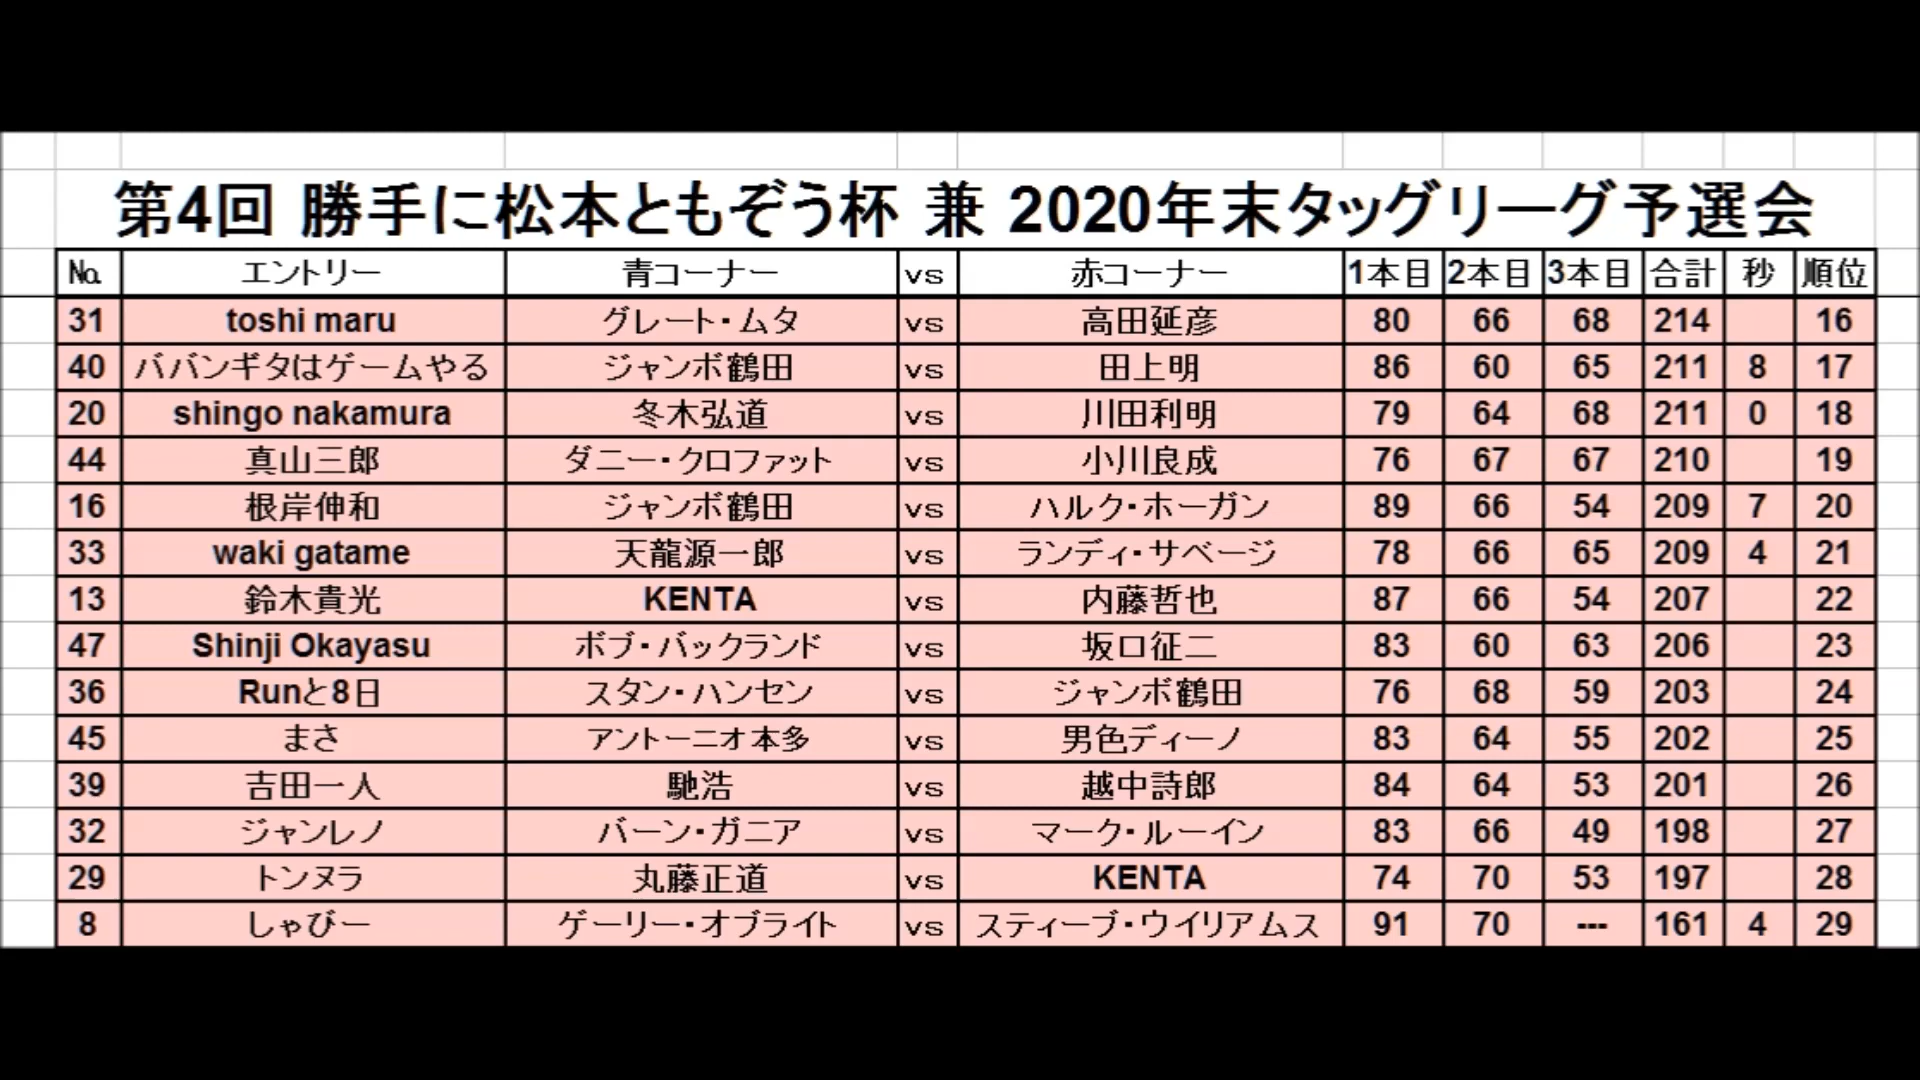 第4回 勝手に松本ともぞう杯 兼 2020年末タッグリーグ予選会
№ エントリー 青コーナー vs 赤コーナー 1本目 2本目 3本目 合計 秒 順位
31 toshi maru グレート・ムタ vs 高田延彦 80 66 68 214 16
40 ババンギタはゲームやる ジャンボ鶴田 vs 田上明 86 60 65 211 8 17
20 shingo nakamura 冬木弘道 vs 川田利明 79 64 68 211 0 18
44 真山三郎 ダニー・クロファット vs 小川良成 76 67 67 210 19
16 根岸伸和 ジャンボ鶴田 vs ハルク・ホーガン 89 66 54 209 7 20
33 waki gatame 天龍源一郎 vs ランディ・サベージ 78 66 65 209 4 21
13 鈴木貴光 KENTA vs 内藤哲也 87 66 54 207 22
47 Shinji Okayasu ボブ・バックランド vs 坂口征二 83 60 63 206 23
36 Runと8日 スタン・ハンセン vs ジャンボ鶴田 76 68 59 203 24
45 まさ アントーニオ本多 vs 男色ディーノ 83 64 55 202 25
39 吉田一人 馳浩 vs 越中詩郎 84 64 53 201 26
32 ジャンレノ バーン・ガニア vs マーク・ルーイン 83 66 49 198 27
29 トンヌラ 丸藤正道 vs KENTA 74 70 53 197 28
8 しゃびー ゲーリー・オブライト vs スティーブ・ウイリアムス 91 70 --- 161 4 29